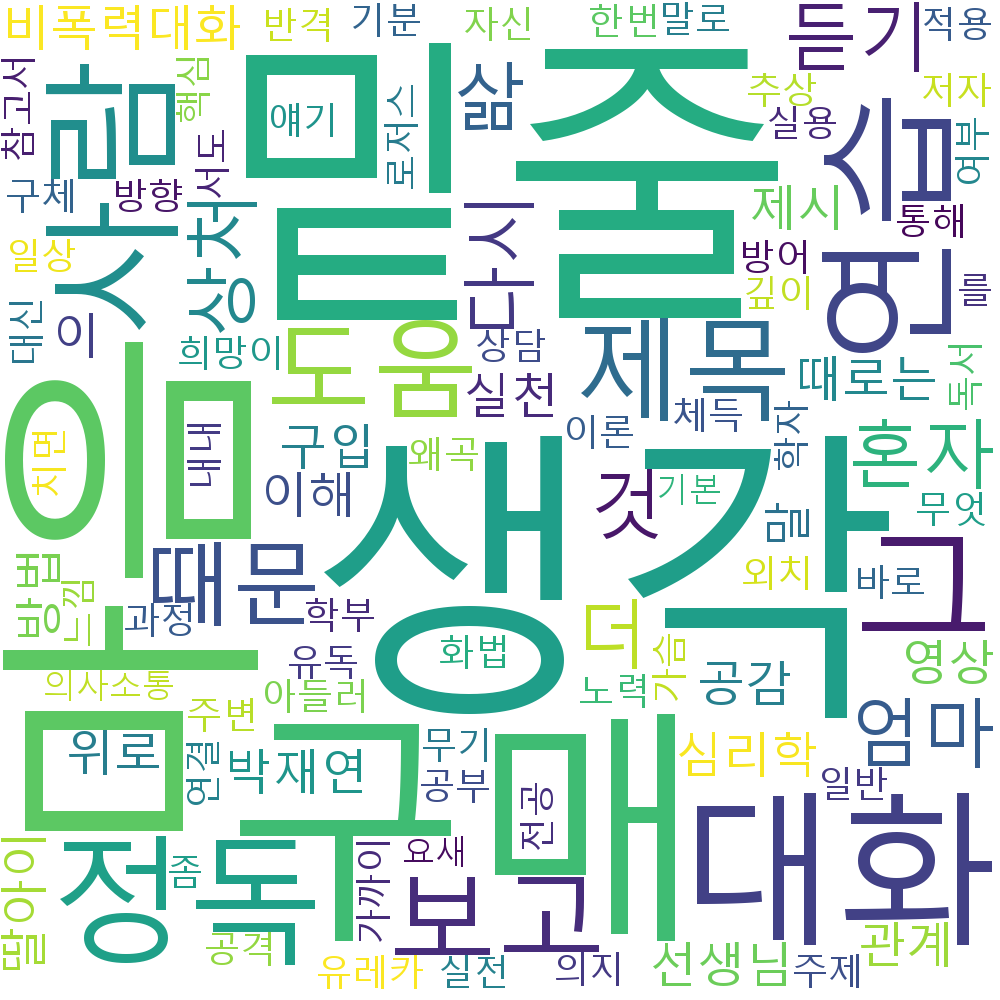 비폭력대화
반격
기분
자신
한번
말로
듣기
적용
참고서
사람
핵심
얘기
밑줄
로저스
삶
추상
저자
실용
연습
여부
구체
방향
서도
상처
다시
제시
통해
일상
방어
깊이
를
대신
이
희망이
도움
상담
제목
때로는
독서
마음
치면
내내
구입
왜곡
실천
이론
체득
학자
혼자
이해
생각
것
기본
말
무엇
방법
느낌
때문
외치
바로
그
과정
학부
유독
화법
더
가슴
공감
영상
의사소통
주변
아들러
노력
엄마
위로
연결
박재연
무기
공부
심리학
일반
구매
전공
대화
딸아이
정독
좀
가까이
요새
보고
공격
유레카
실전
의지
선생님
주제
관계